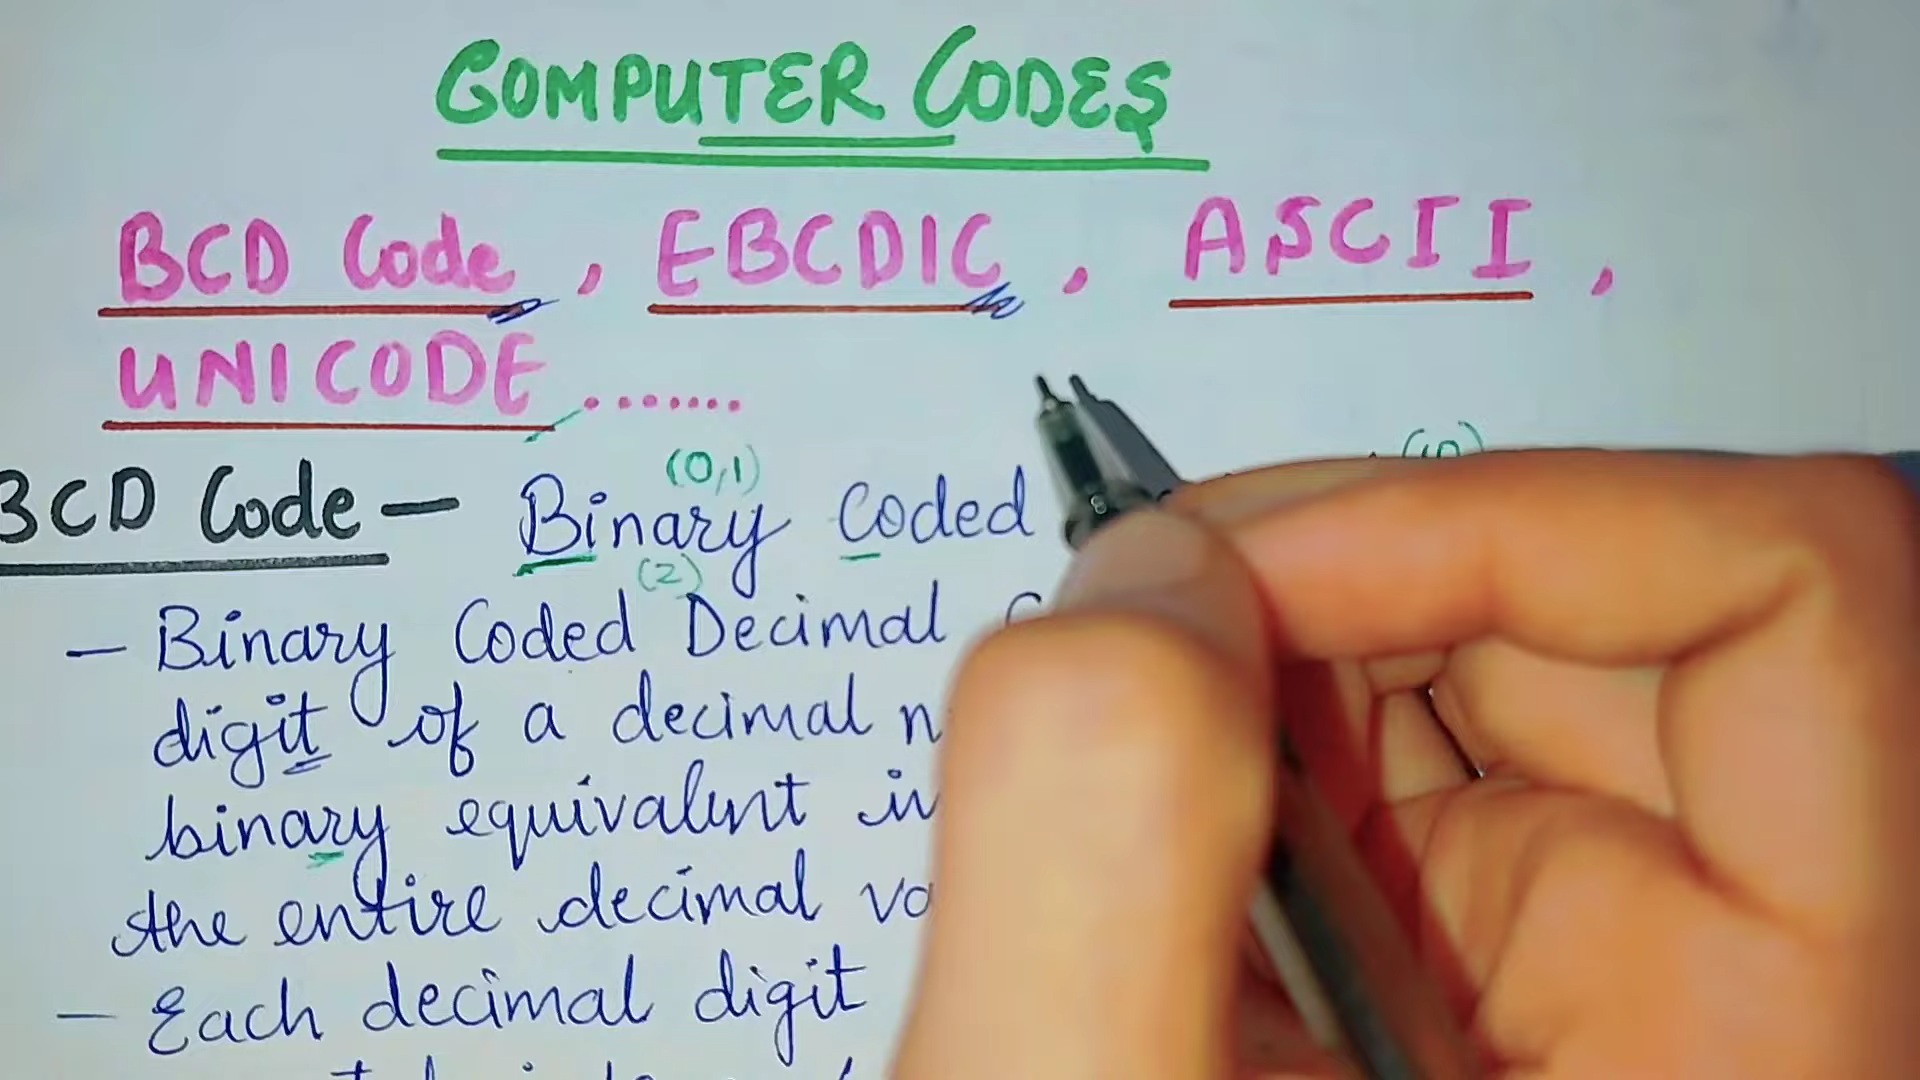 COMPUTER CODES
BCD Code, EBCDIC, ASCII,
UNICODE .......
(0,1)
BCD Code — Binary Coded
(2)
— Binary Coded Decimal
digit of a decimal
binary equivalent
the entire decimal
— Each decimal digit